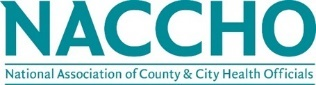 NACCHO
National Association of County & City Health Officials